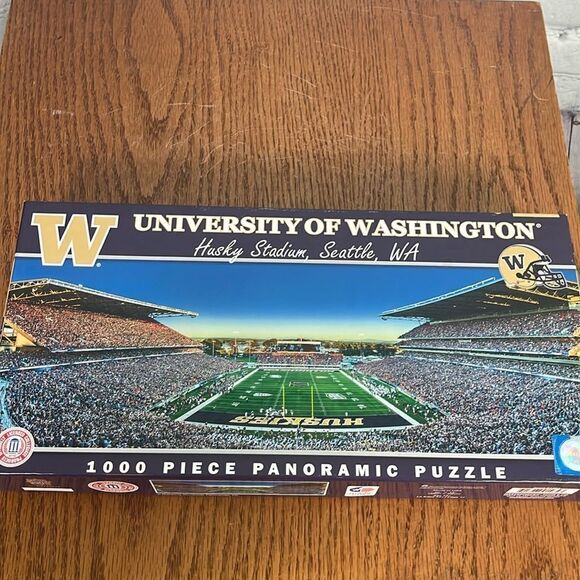 W UNIVERSITY OF WASHINGTON®
Husky Stadium, Seattle, WA
W
HUSKIES
1000 PIECE PANORAMIC PUZZLE